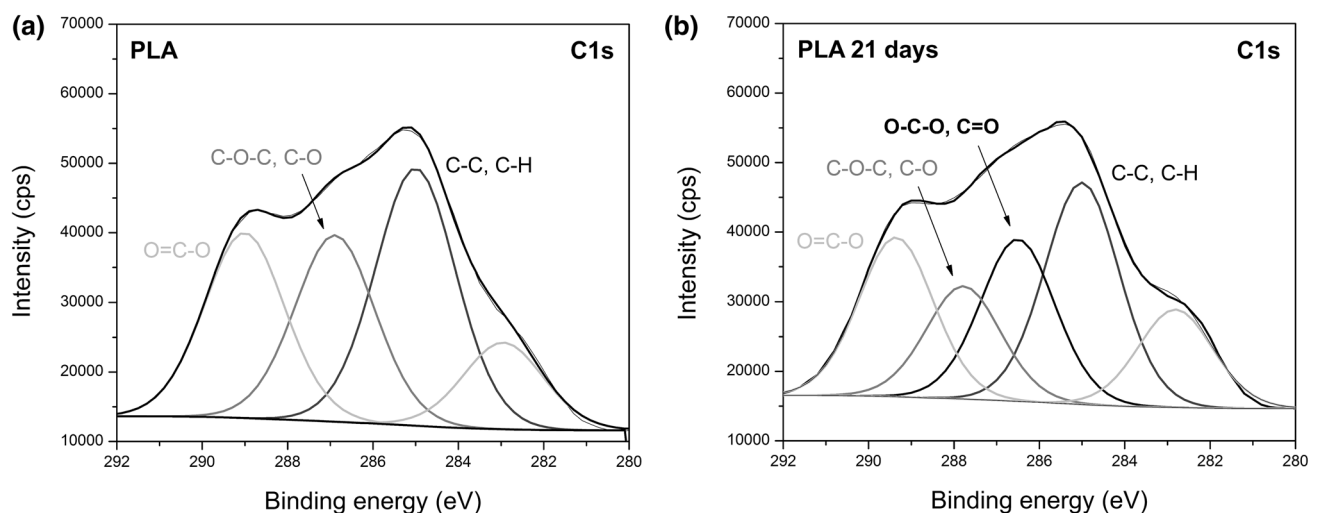 (a)
PLA
C1s
C-O-C, C-O
C-C, C-H
O=C-O
Intensity (cps)
70000
60000
50000
40000
30000
20000
10000
292
290
288
286
284
282
280
Binding energy (eV)
(b)
PLA 21 days
C1s
O-C-O, C=O
C-O-C, C-O
C-C, C-H
O=C-O
Intensity (cps)
70000
60000
50000
40000
30000
20000
10000
292
290
288
286
284
282
280
Binding energy (eV)